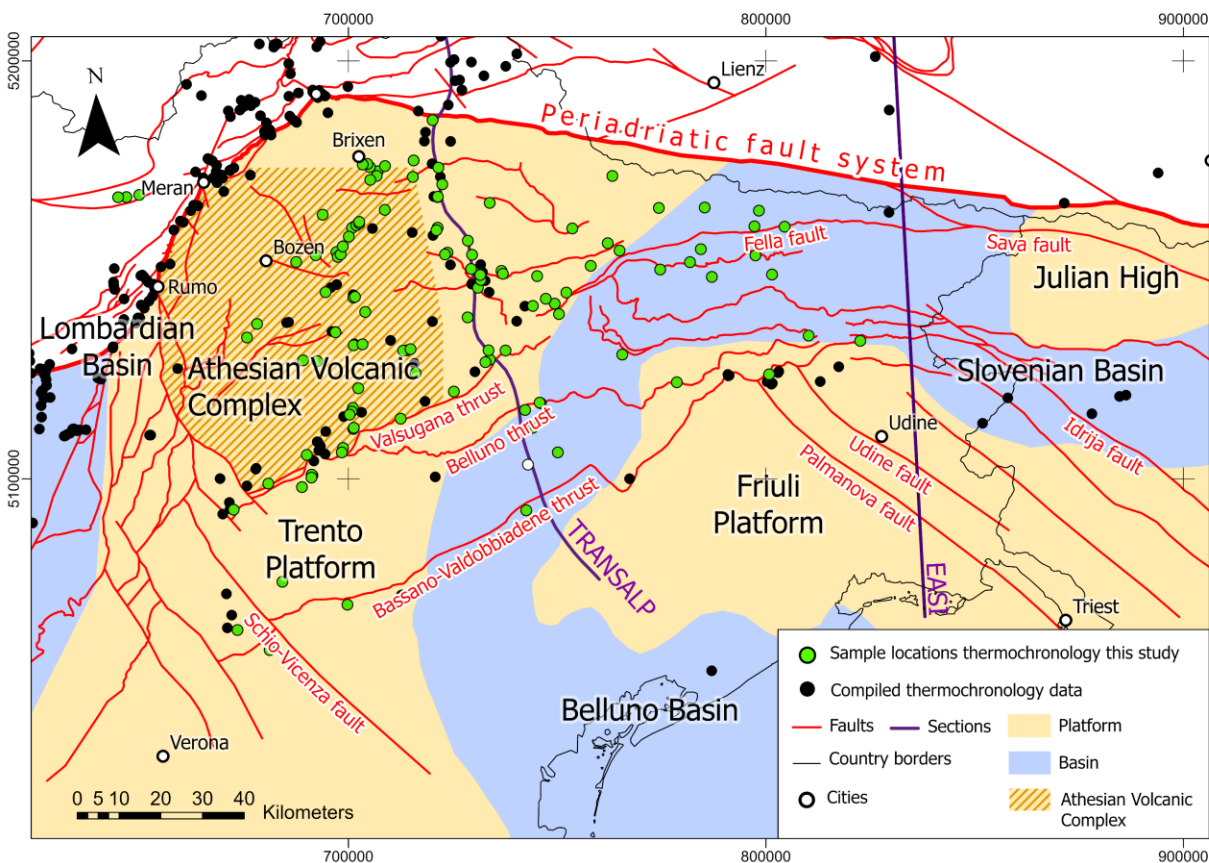 700000
800000
900000
5200000
N
Lienz
Periadriatic fault system
Brixen
Meran
Bozen
Fella fault
Sava fault
Rumo
Julian High
Lombardian
Basin
Athesian Volcanic
Complex
Slovenian Basin
Valsugana thrust
Belluno thrust
Udine
Idrija fault
Udine fault
Palmanova fault
5100000
Friuli
Platform
Trento
Platform
Bassano-Valdobbiadene thrust
TRANSALP
EASI
Triest
Schio-Vicenza fault
Belluno Basin
Verona
0 5 10 20 30 40
Kilometers
Sample locations thermochronology this study
Compiled thermochronology data
Faults
Sections
Platform
Country borders
Basin
Cities
Athesian Volcanic
Complex
700000
800000
900000